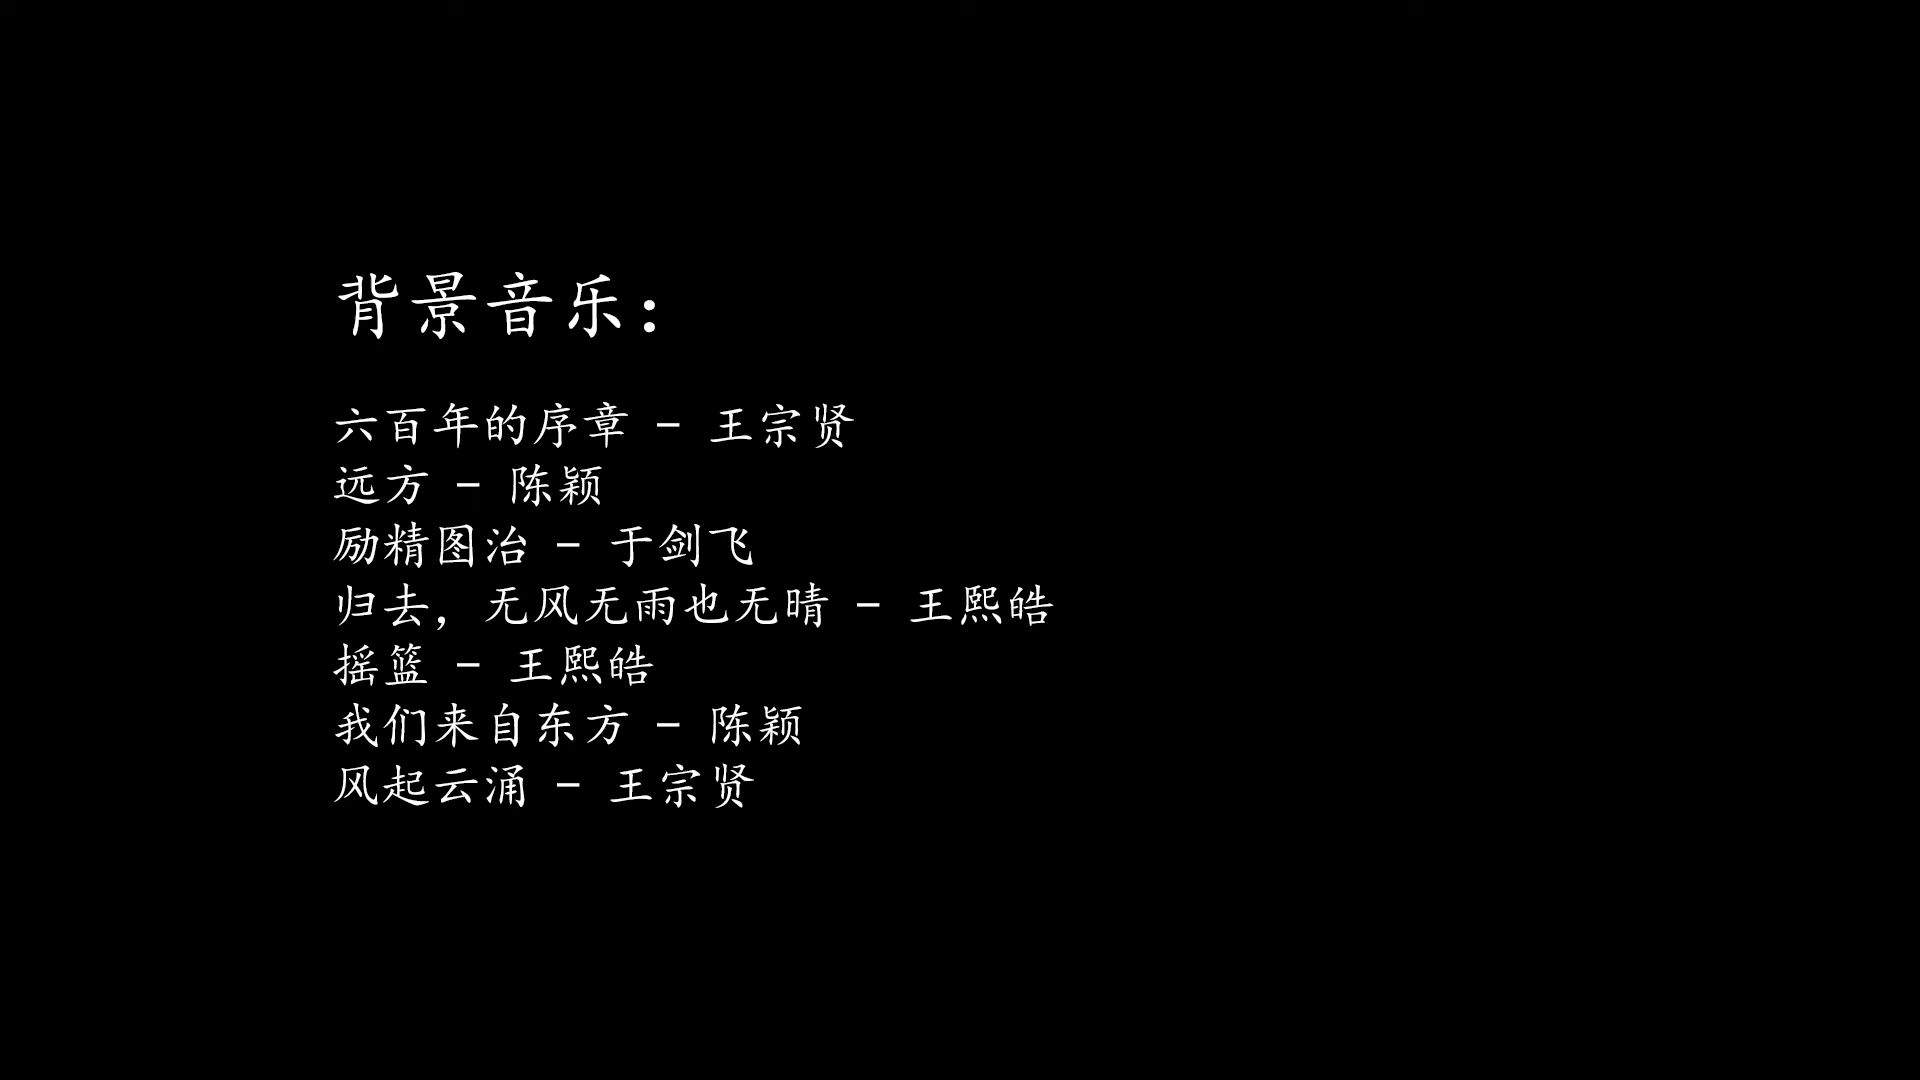 背景音乐：
六百年的序章 - 王宗贤
远方 - 陈颖
励精图治 - 于剑飞
归去，无风无雨也无晴 - 王熙皓
摇篮 - 王熙皓
我们来自东方 - 陈颖
风起云涌 - 王宗贤